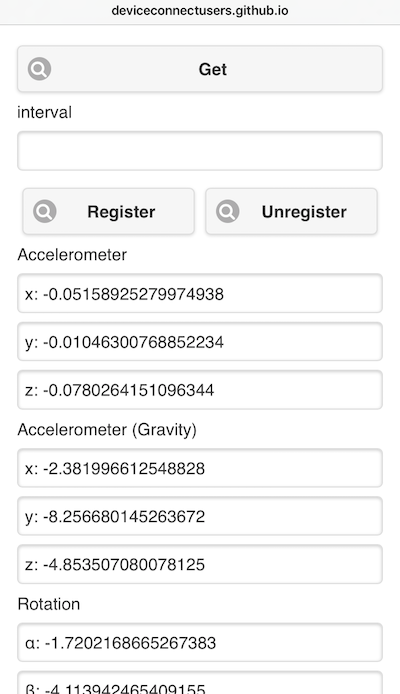 deviceconnectusers.github.io
Get
interval
Register Unregister
Accelerometer
x: -0.05158925279974938
y: -0.01046300768852234
z: -0.0780264151096344
Accelerometer (Gravity)
x: -2.381996612548828
y: -8.256680145263672
z: -4.853507080078125
Rotation
α: -1.7202168665267383
β: -4.113942465409155